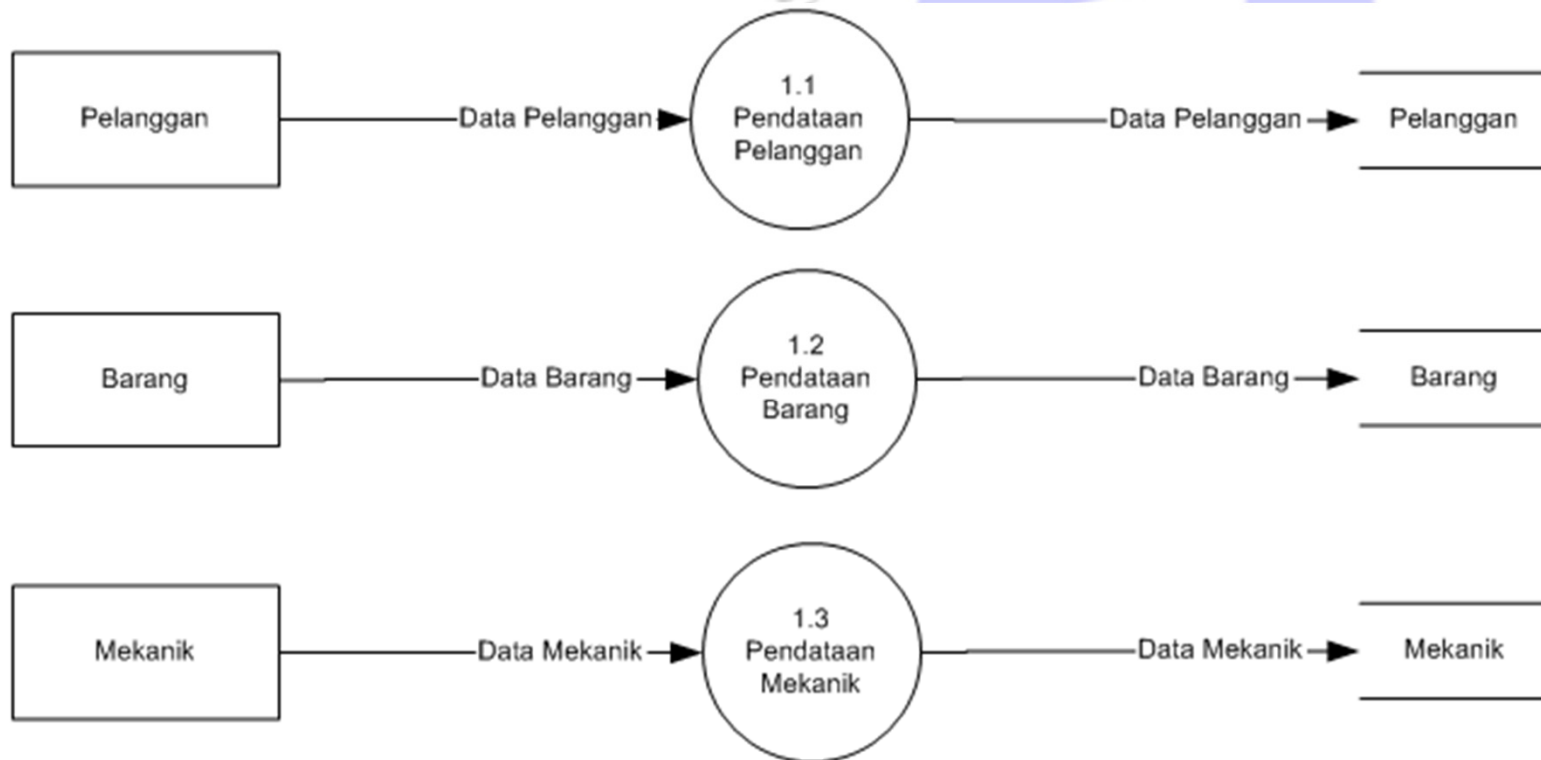 Pelanggan
Data Pelanggan
1.1
Pendataan
Pelanggan
Data Pelanggan
Pelanggan
Barang
Data Barang
1.2
Pendataan
Barang
Data Barang
Barang
Mekanik
Data Mekanik
1.3
Pendataan
Mekanik
Data Mekanik
Mekanik